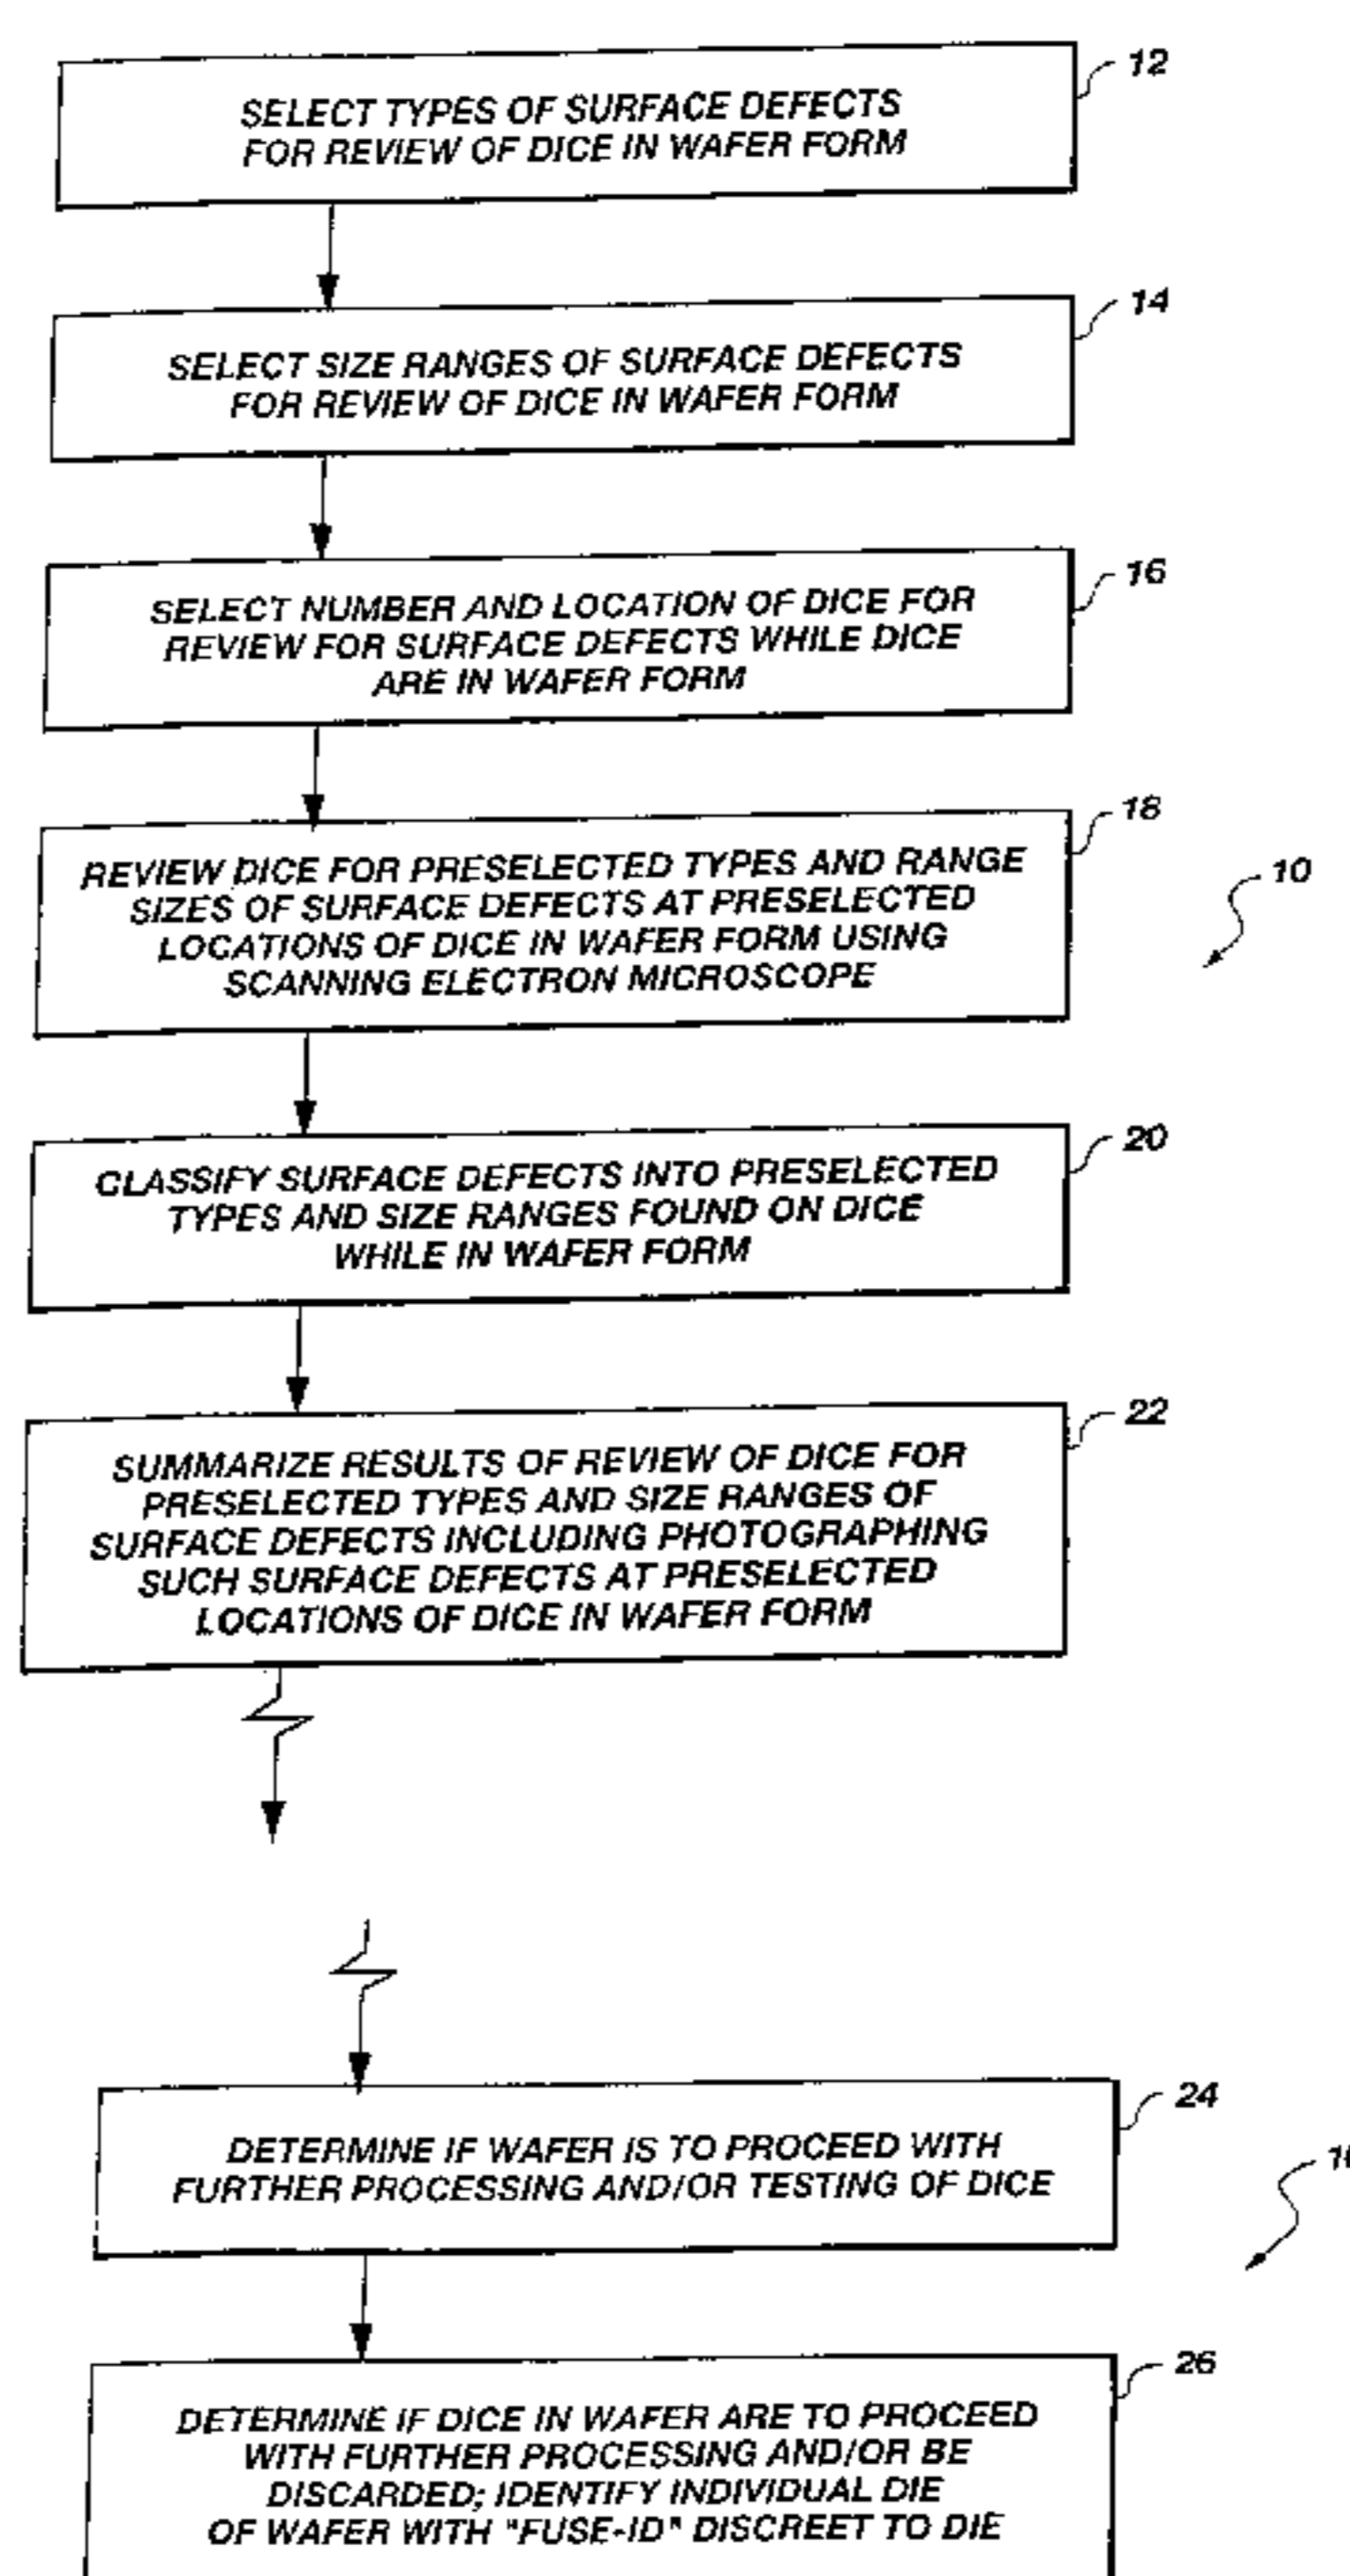 12
SELECT TYPES OF SURFACE DEFECTS
FOR REVIEW OF DICE IN WAFER FORM
14
SELECT SIZE RANGES OF SURFACE DEFECTS
FOR REVIEW OF DICE IN WAFER FORM
16
SELECT NUMBER AND LOCATION OF DICE FOR
REVIEW FOR SURFACE DEFECTS WHILE DICE
ARE IN WAFER FORM
18
REVIEW DICE FOR PRESELECTED TYPES AND RANGE
SIZES OF SURFACE DEFECTS AT PRESELECTED
LOCATIONS OF DICE IN WAFER FORM USING
SCANNING ELECTRON MICROSCOPE
10
20
CLASSIFY SURFACE DEFECTS INTO PRESELECTED
TYPES AND SIZE RANGES FOUND ON DICE
WHILE IN WAFER FORM
22
SUMMARIZE RESULTS OF REVIEW OF DICE FOR
PRESELECTED TYPES AND SIZE RANGES OF
SURFACE DEFECTS INCLUDING PHOTOGRAPHING
SUCH SURFACE DEFECTS AT PRESELECTED
LOCATIONS OF DICE IN WAFER FORM
24
DETERMINE IF WAFER IS TO PROCEED WITH
FURTHER PROCESSING AND/OR TESTING OF DICE
26
DETERMINE IF DICE IN WAFER ARE TO PROCEED
WITH FURTHER PROCESSING AND/OR BE
DISCARDED; IDENTIFY INDIVIDUAL DIE
OF WAFER WITH "FUSE-ID" DISCREET TO DIE